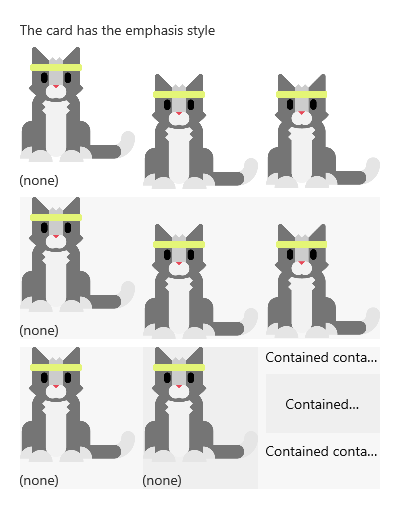 The card has the emphasis style
(none)
(none)
Contained conta...
Contained...
Contained conta...
(none)
(none)